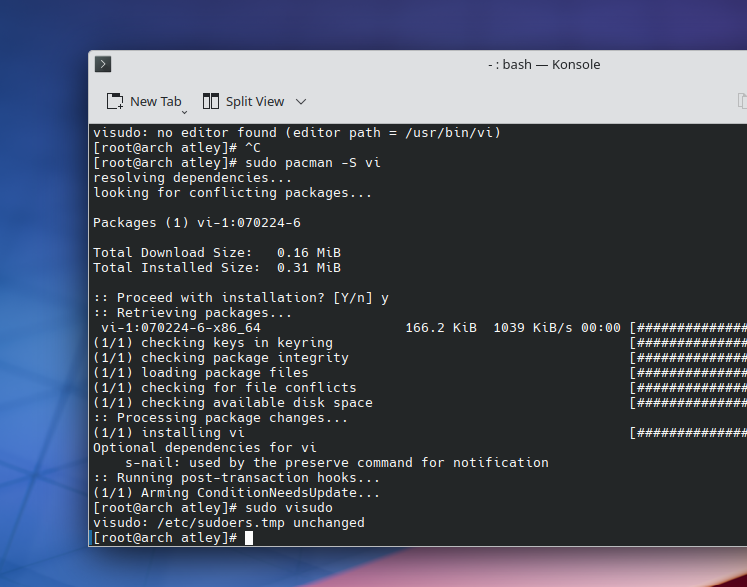 - : bash — Konsole
New Tab Split View
visudo: no editor found (editor path = /usr/bin/vi)
[root@arch atley]# ^C
[root@arch atley]# sudo pacman -S vi
resolving dependencies...
looking for conflicting packages...
Packages (1) vi-1:070224-6
Total Download Size:   0.16 MiB
Total Installed Size:  0.31 MiB
:: Proceed with installation? [Y/n] y
:: Retrieving packages...
 vi-1:070224-6-x86_64                  166.2 KiB  1039 KiB/s 00:00 [##############
(1/1) checking keys in keyring                                     [##############
(1/1) checking package integrity                                   [##############
(1/1) loading package files                                        [##############
(1/1) checking for file conflicts                                  [##############
(1/1) checking available disk space                                [##############
:: Processing package changes...
(1/1) installing vi                                                [##############
Optional dependencies for vi
    s-nail: used by the preserve command for notification
:: Running post-transaction hooks...
(1/1) Arming ConditionNeedsUpdate...
[root@arch atley]# sudo visudo
visudo: /etc/sudoers.tmp unchanged
[root@arch atley]#